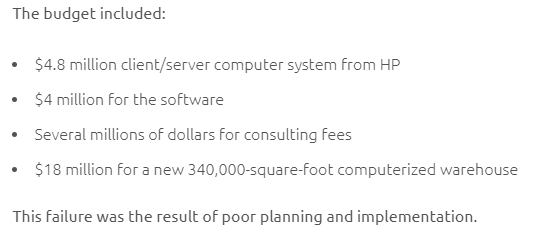 The budget included:
• $4.8 million client/server computer system from HP
• $4 million for the software
• Several millions of dollars for consulting fees
• $18 million for a new 340,000-square-foot computerized warehouse
This failure was the result of poor planning and implementation.